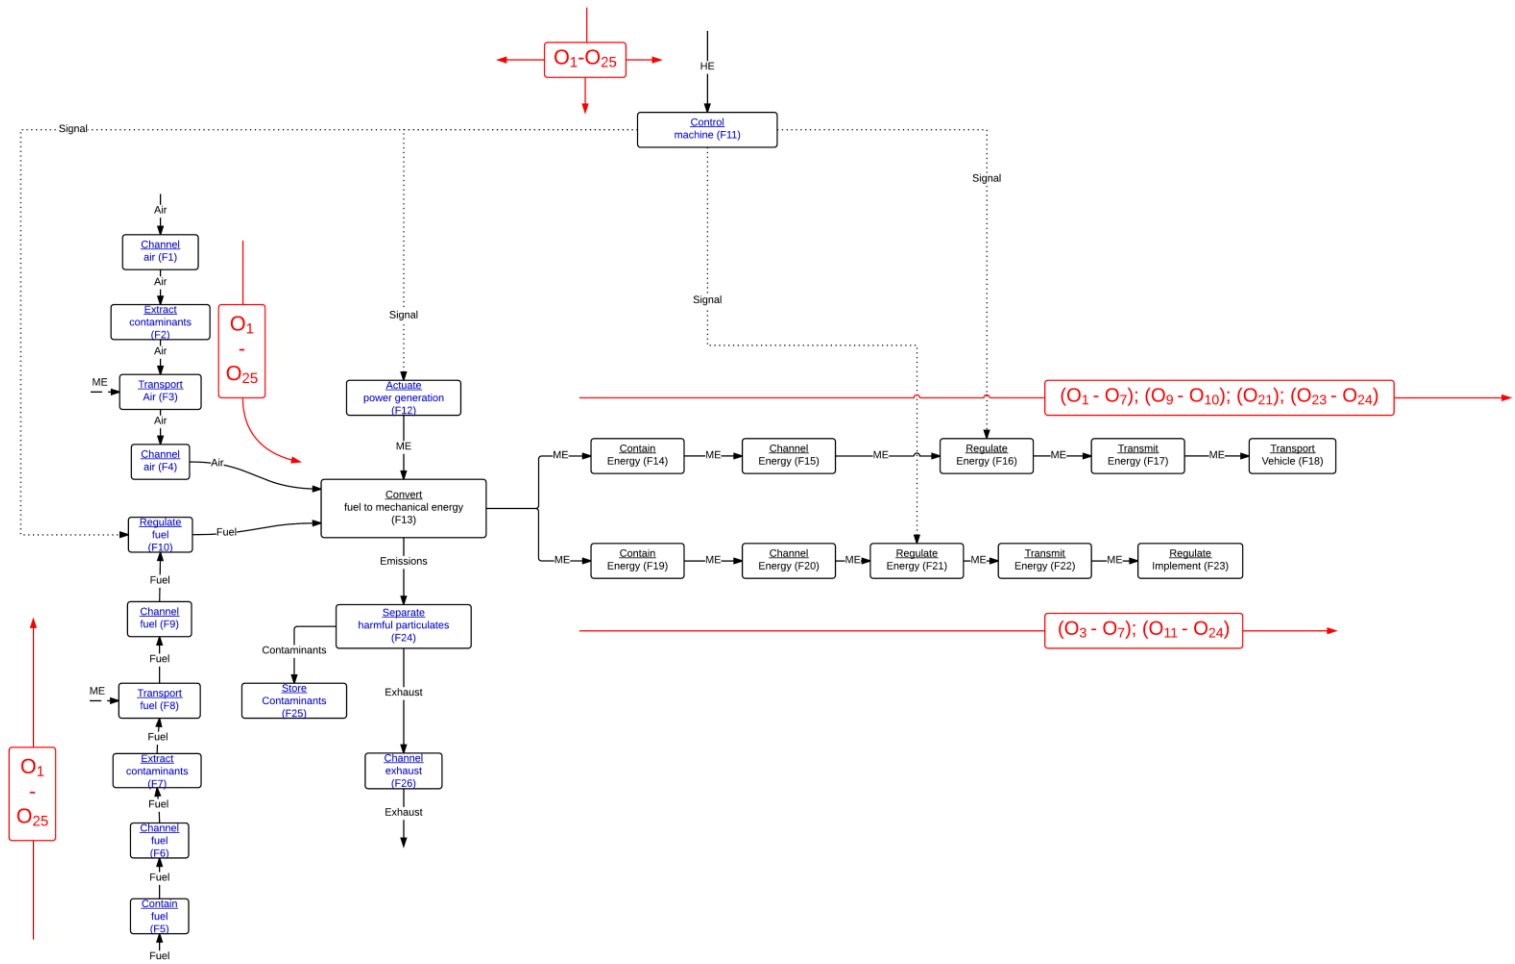 O1-O25
HE
Control
machine (F11)
Signal
Signal
Air
Channel
air (F1)
Air
Extract
contaminants
(F2)
Air
ME
Transport
Air (F3)
Air
Channel
air (F4)
Air
O1
-
O25
Signal
Signal
Actuate
power generation
(F12)
ME
(O1 - O7); (O9 - O10); (O21); (O23 - O24)
Convert
fuel to mechanical energy
(F13)
ME
Contain
Energy (F14)
ME
Channel
Energy (F15)
ME
Regulate
Energy (F16)
ME
Transmit
Energy (F17)
ME
Transport
Vehicle (F18)
Regulate
fuel
(F10)
Fuel
ME
Contain
Energy (F19)
ME
Channel
Energy (F20)
ME
Regulate
Energy (F21)
ME
Transmit
Energy (F22)
ME
Regulate
Implement (F23)
Emissions
Fuel
Channel
fuel (F9)
Separate
harmful particulates
(F24)
(O3 - O7); (O11 - O24)
Fuel
Contaminants
ME
Transport
fuel (F8)
Store
Contaminants
(F25)
Exhaust
Fuel
Extract
contaminants
(F7)
Channel
exhaust
(F26)
O1
-
O25
Fuel
Exhaust
Channel
fuel
(F6)
Fuel
Contain
fuel
(F5)
Fuel